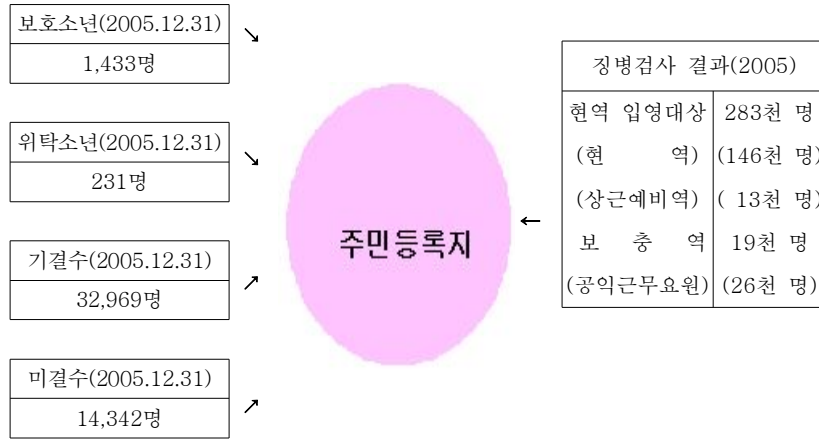 보호소년(2005.12.31)
1,433명
위탁소년(2005.12.31)
231명
기결수(2005.12.31)
32,969명
미결수(2005.12.31)
14,342명
↘
↘
↗
↗
주민등록지
←
징병검사 결과(2005)
현역 입영대상 283천 명
(현 역) (146천 명)
(상근예비역) ( 13천 명)
보 충 역 19천 명
(공익근무요원) (26천 명)